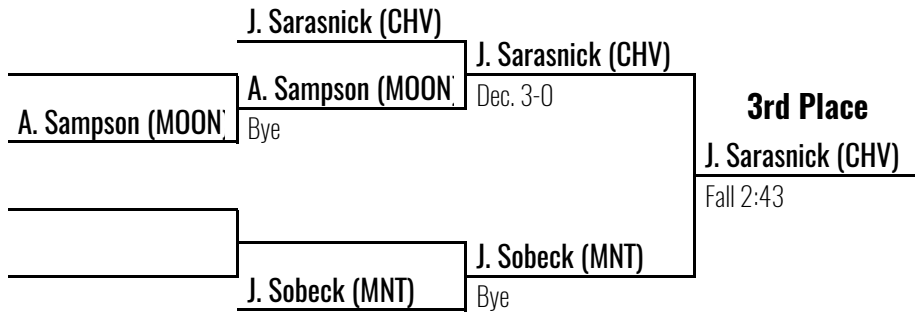 J. Sarasnick (CHV)
J. Sarasnick (CHV)
A. Sampson (MOON)
Dec. 3-0
3rd Place
A. Sampson (MOON)
Bye
J. Sarasnick (CHV)
Fall 2:43
J. Sobeck (MNT)
J. Sobeck (MNT)
Bye